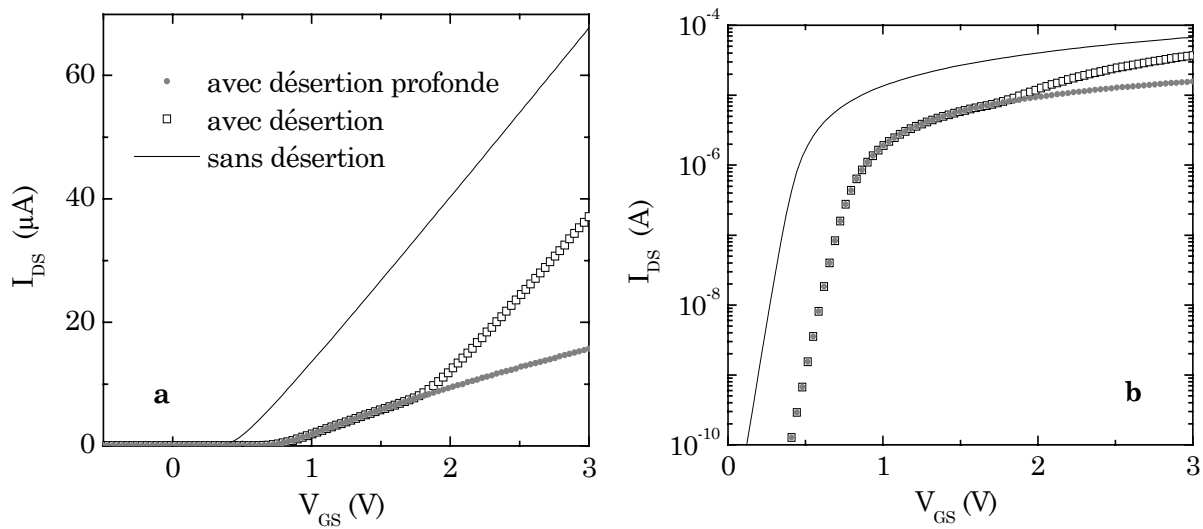 60
40
20
0
I_DS (µA)
avec désertion profonde
avec désertion
sans désertion
a
0 1 2 3
V_GS (V)
10^-4
10^-6
10^-8
10^-10
I_DS (A)
b
0 1 2 3
V_GS (V)